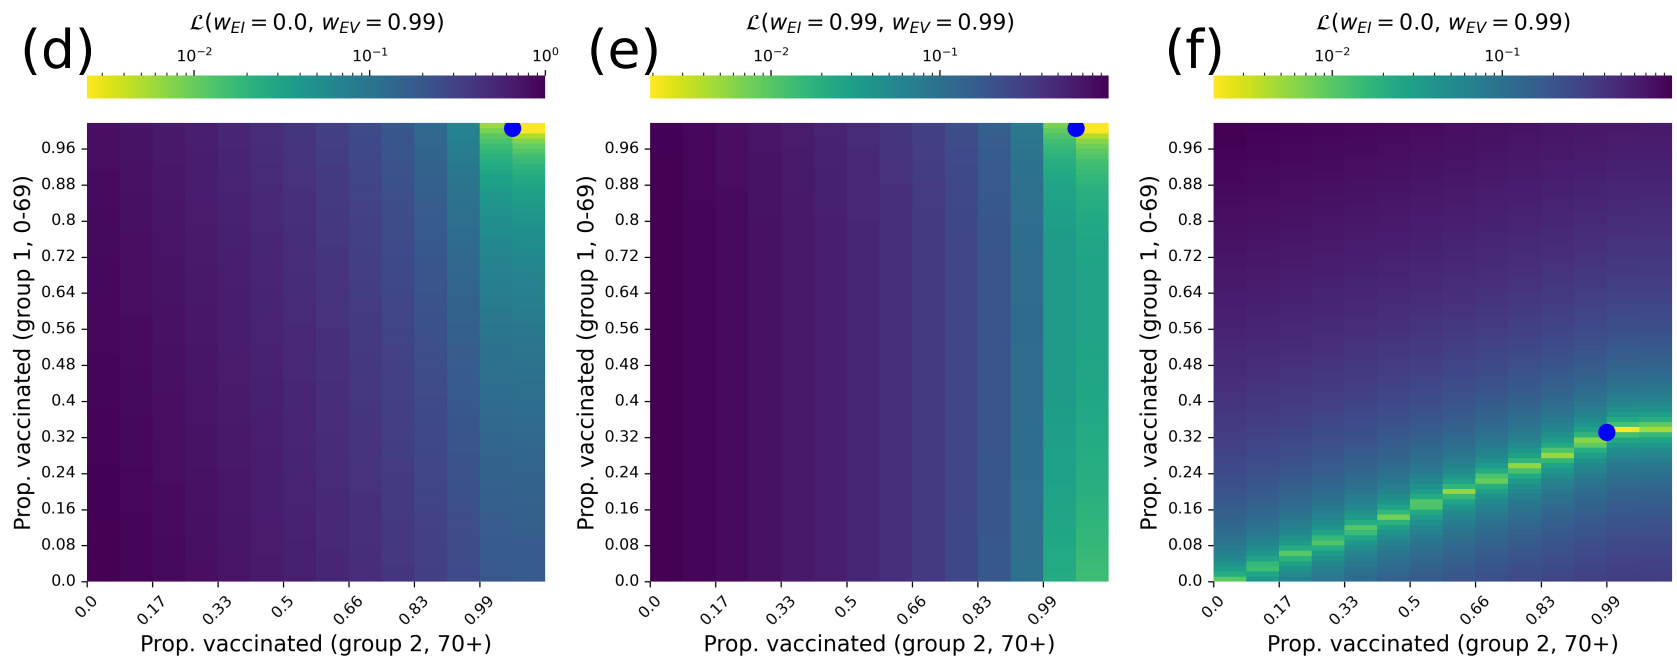 (d)
ℒ(w_EI = 0.0, w_EV = 0.99)
10⁻² 10⁻¹ 10⁰
Prop. vaccinated (group 1, 0-69)
0.96
0.88
0.8
0.72
0.64
0.56
0.48
0.4
0.32
0.24
0.16
0.08
0.0
0.0 0.17 0.33 0.5 0.66 0.83 0.99
Prop. vaccinated (group 2, 70+)
(e)
ℒ(w_EI = 0.99, w_EV = 0.99)
10⁻² 10⁻¹
Prop. vaccinated (group 1, 0-69)
0.96
0.88
0.8
0.72
0.64
0.56
0.48
0.4
0.32
0.24
0.16
0.08
0.0
0.0 0.17 0.33 0.5 0.66 0.83 0.99
Prop. vaccinated (group 2, 70+)
(f)
ℒ(w_EI = 0.0, w_EV = 0.99)
10⁻² 10⁻¹
Prop. vaccinated (group 1, 0-69)
0.96
0.88
0.8
0.72
0.64
0.56
0.48
0.4
0.32
0.24
0.16
0.08
0.0
0.0 0.17 0.33 0.5 0.66 0.83 0.99
Prop. vaccinated (group 2, 70+)